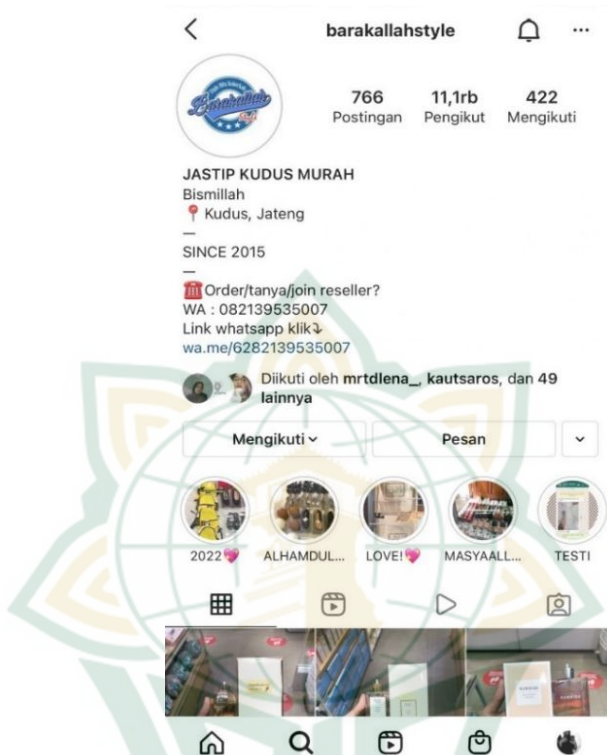 barakallahstyle
766 11,1rb 422
Postingan Pengikut Mengikuti
JASTIP KUDUS MURAH
Bismillah
📍 Kudus, Jateng
—
SINCE 2015
—
☎️Order/tanya/join reseller?
WA : 082139535007
Link whatsapp klik⤵
wa.me/6282139535007
Diikuti oleh mrtdlena_, kautsaros, dan 49
lainnya
Mengikuti Pesan
2022💖 ALHAMDUL... LOVE!💖 MASYAALL... TESTI